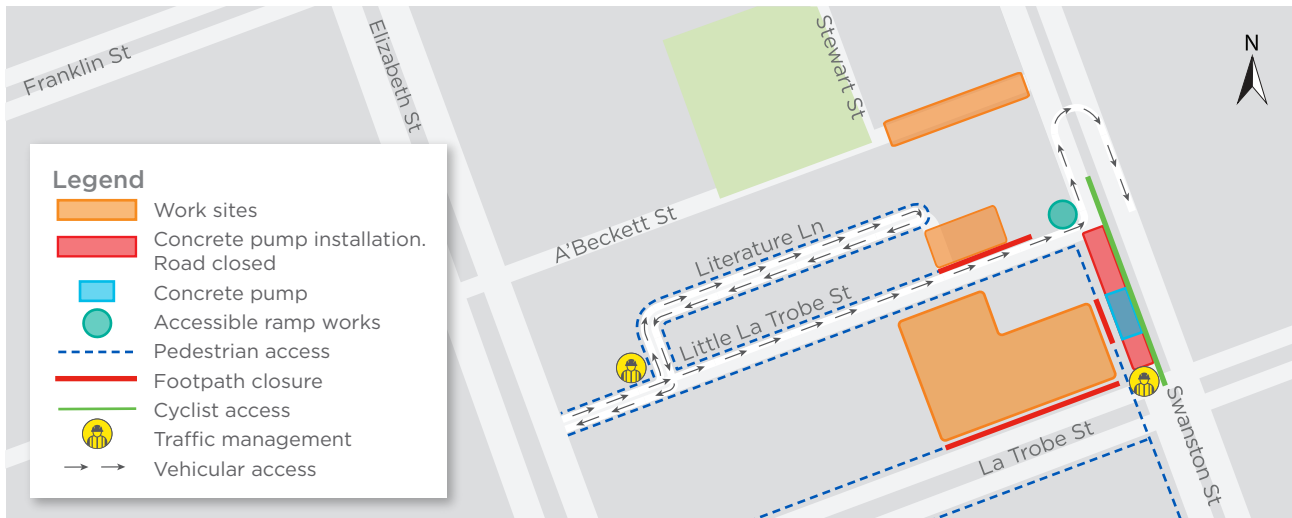 Franklin St
Elizabeth St
Stewart St
N
Legend
Work sites
Concrete pump installation.
Road closed
Concrete pump
Accessible ramp works
Pedestrian access
Footpath closure
Cyclist access
Traffic management
Vehicular access
A'Beckett St
Literature Ln
Little La Trobe St
La Trobe St
Swanston St